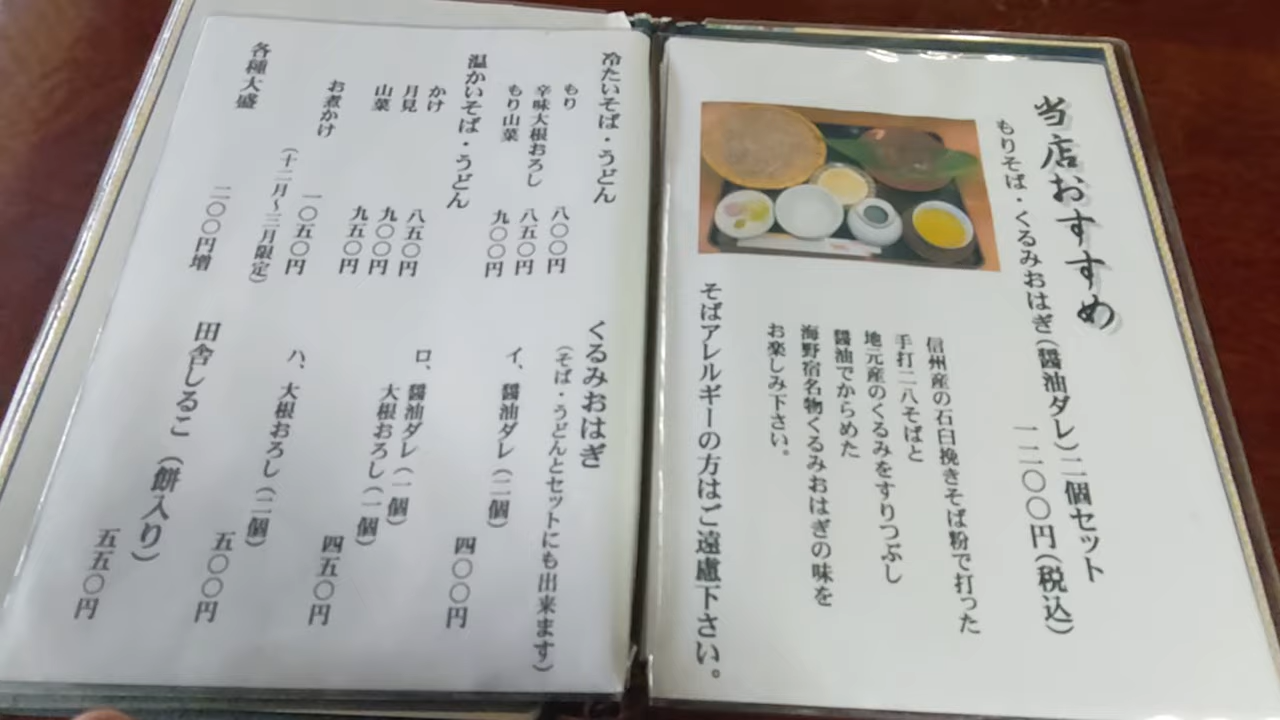 当店おすすめ
もりそば・くるみおはぎ(醤油ダレ)二個セット
一二〇〇円(税込)
信州産の石臼挽きそば粉で打った
手打二八そばと
地元産のくるみをすりつぶし
醤油でからめた
海野宿名物くるみおはぎの味を
お楽しみ下さい。
そばアレルギーの方はご遠慮下さい。
冷たいそば・うどん
もり 八〇〇円
辛味大根おろし 八五〇円
もり山菜 九〇〇円
温かいそば・うどん
かけ 八五〇円
月見 九〇〇円
山菜 九五〇円
お煮かけ 一〇五〇円
(十二月～三月限定)
各種大盛 二〇〇円増
くるみおはぎ
(そば・うどんとセットにも出来ます)
イ、醤油ダレ(二個) 四〇〇円
ロ、醤油ダレ(一個)
大根おろし(一個) 四五〇円
ハ、大根おろし(二個) 五〇〇円
田舎しるこ(餅入り) 五五〇円